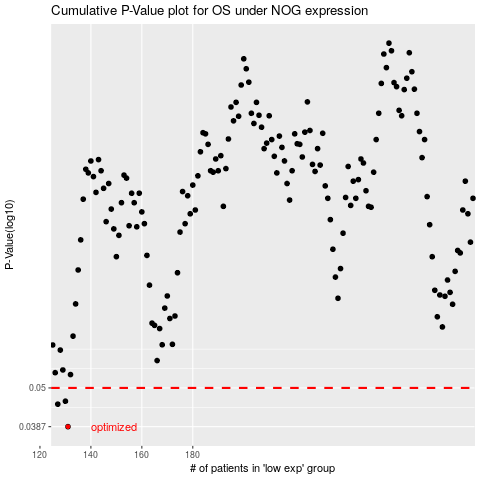 Cumulative P-Value plot for OS under NOG expression
P-Value(log10)
0.05
0.0387
optimized
120 140 160 180
# of patients in 'low exp' group